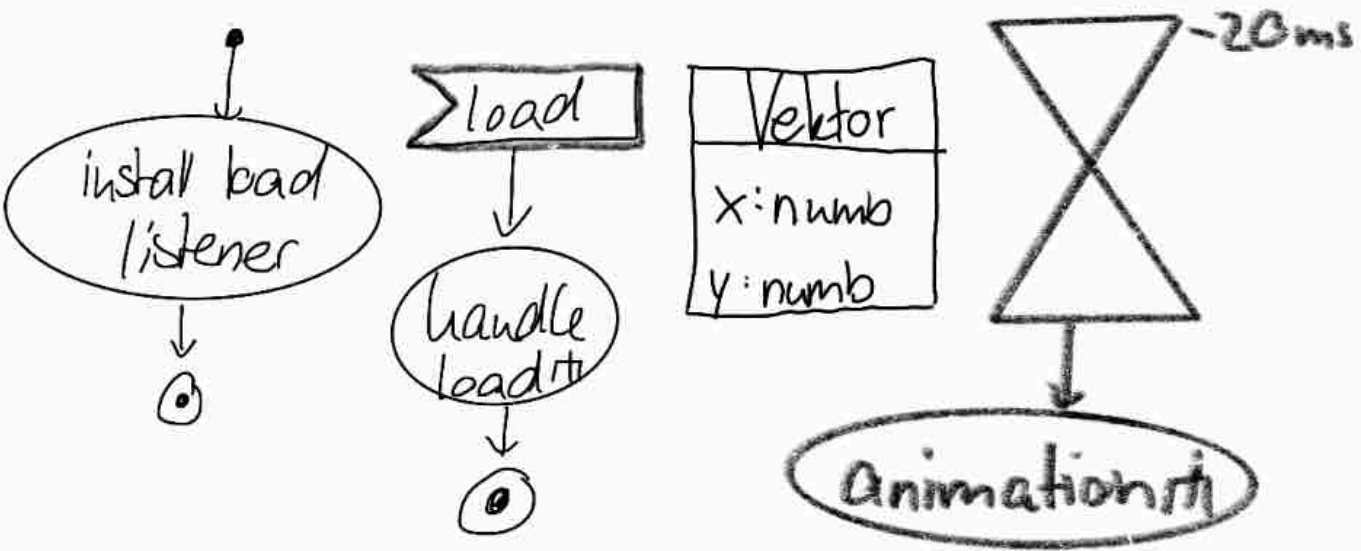 install load
listener
load
handle
load
Vektor
x: numb
y: numb
-20ms
animation